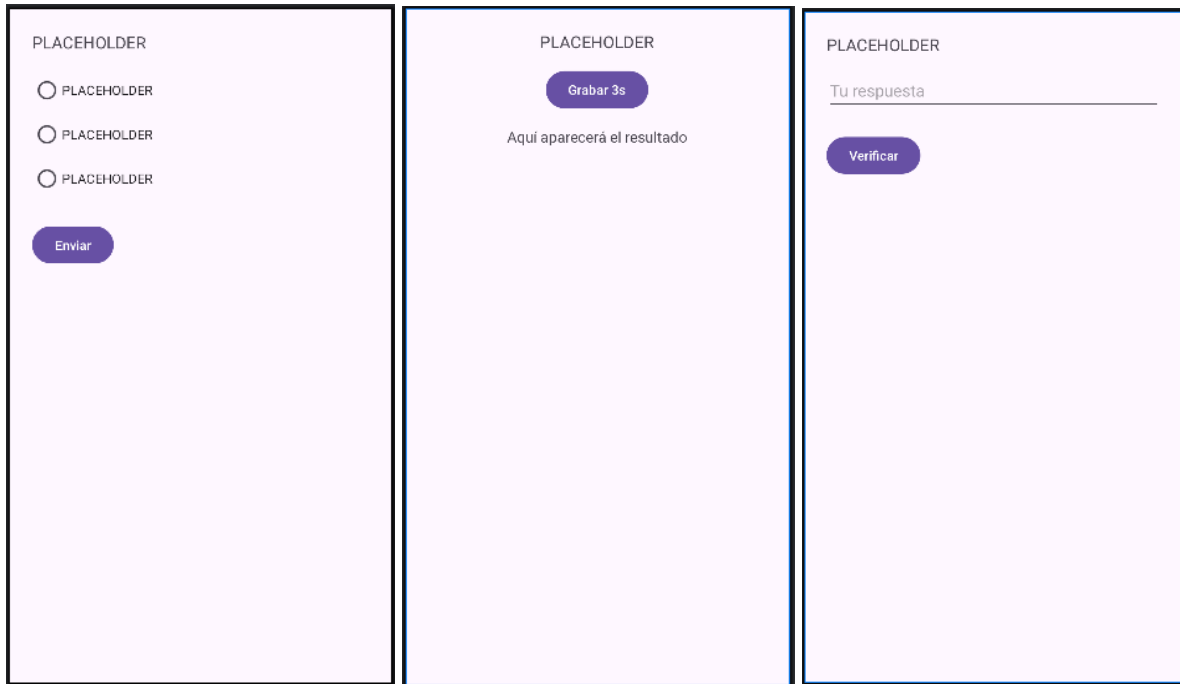 PLACEHOLDER
PLACEHOLDER
PLACEHOLDER
PLACEHOLDER
Enviar
PLACEHOLDER
Grabar 3s
Aquí aparecerá el resultado
PLACEHOLDER
Tu respuesta
Verificar